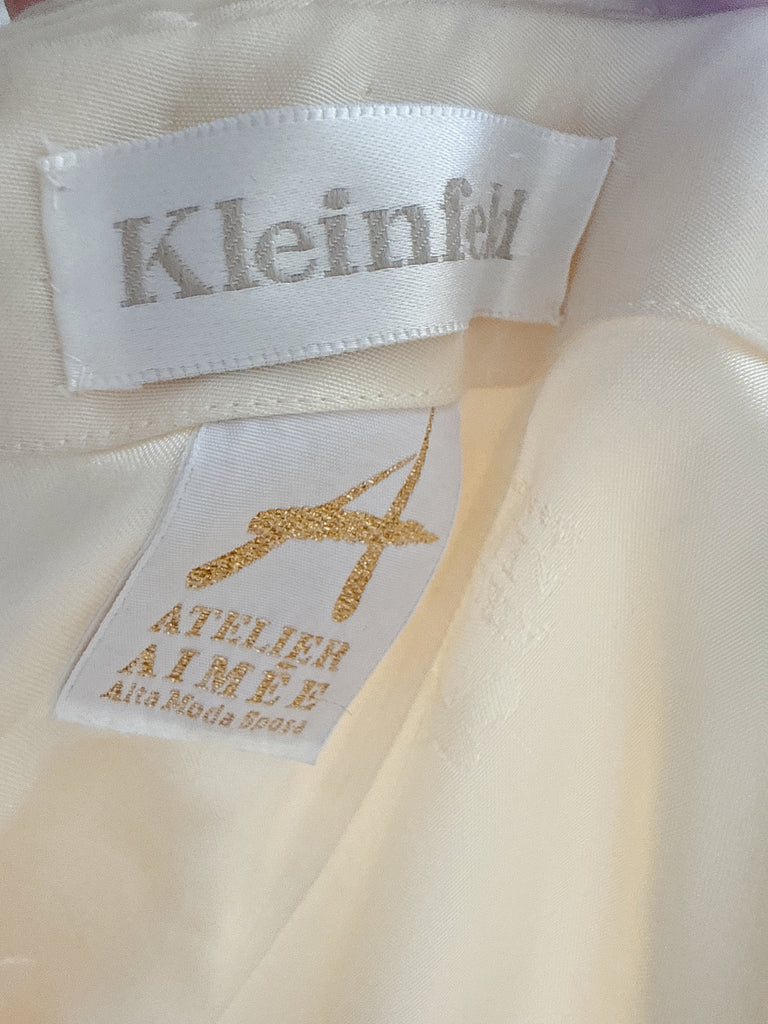 Kleinfeld
A
ATELIER
AIMÉE
Alta Moda Sposa